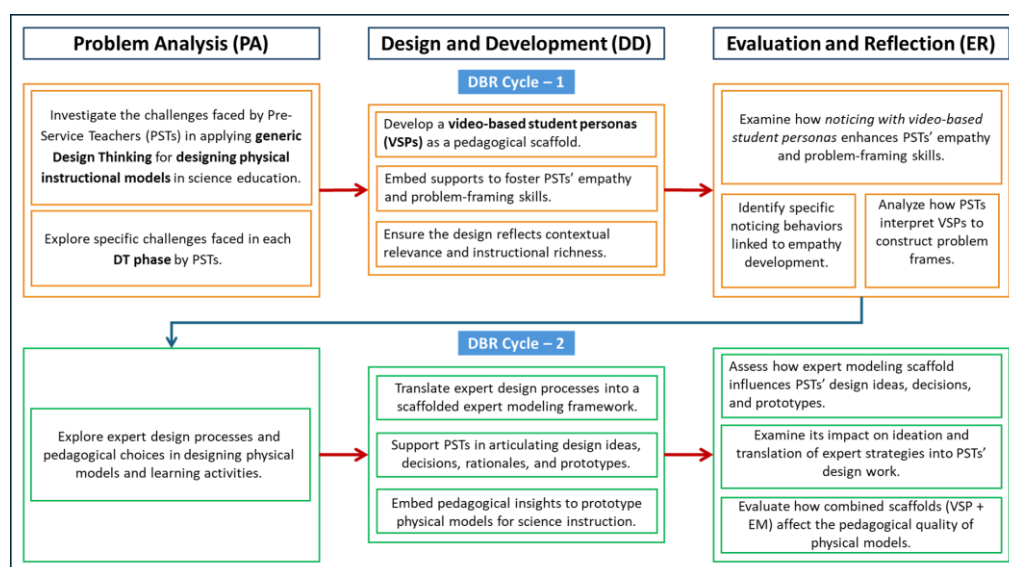 Problem Analysis (PA)
Design and Development (DD)
Evaluation and Reflection (ER)
DBR Cycle – 1
Investigate the challenges faced by Pre-
Service Teachers (PSTs) in applying generic
Design Thinking for designing physical
instructional models in science education.
Explore specific challenges faced in each
DT phase by PSTs.
Develop a video-based student personas
(VSPs) as a pedagogical scaffold.
Embed supports to foster PSTs’ empathy
and problem-framing skills.
Ensure the design reflects contextual
relevance and instructional richness.
Examine how noticing with video-based
student personas enhances PSTs’ empathy
and problem-framing skills.
Identify specific
noticing behaviors
linked to empathy
development.
Analyze how PSTs
interpret VSPs to
construct problem
frames.
DBR Cycle – 2
Explore expert design processes and
pedagogical choices in designing physical
models and learning activities.
Translate expert design processes into a
scaffolded expert modeling framework.
Support PSTs in articulating design ideas,
decisions, rationales, and prototypes.
Embed pedagogical insights to prototype
physical models for science instruction.
Assess how expert modeling scaffold
influences PSTs’ design ideas, decisions,
and prototypes.
Examine its impact on ideation and
translation of expert strategies into PSTs’
design work.
Evaluate how combined scaffolds (VSP +
EM) affect the pedagogical quality of
physical models.